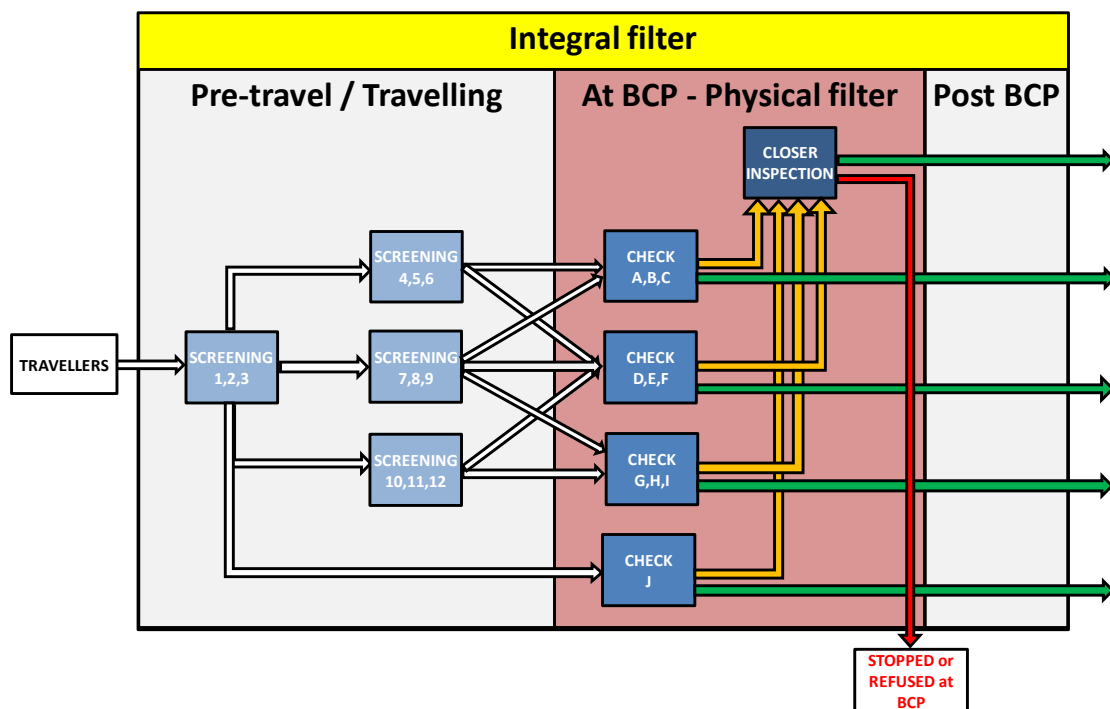 Integral filter
Pre-travel / Travelling
At BCP - Physical filter
Post BCP
CLOSER
INSPECTION
SCREENING
4,5,6
CHECK
A,B,C
TRAVELLERS
SCREENING
1,2,3
SCREENING
7,8,9
CHECK
D,E,F
SCREENING
10,11,12
CHECK
G,H,I
CHECK
J
STOPPED or
REFUSED at
BCP